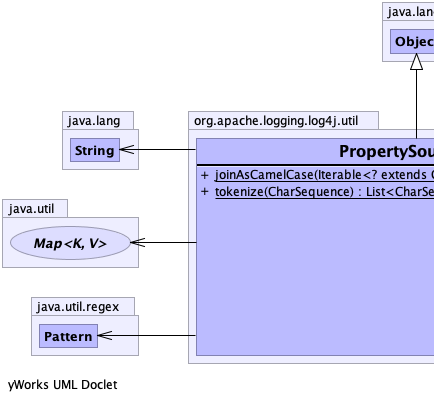 java.lan
Objec
java.lang
String
org.apache.logging.log4j.util
PropertySou
+ joinAsCamelCase(Iterable<? extends C
+ tokenize(CharSequence) : List<CharSe
java.util
Map<K, V>
java.util.regex
Pattern
yWorks UML Doclet